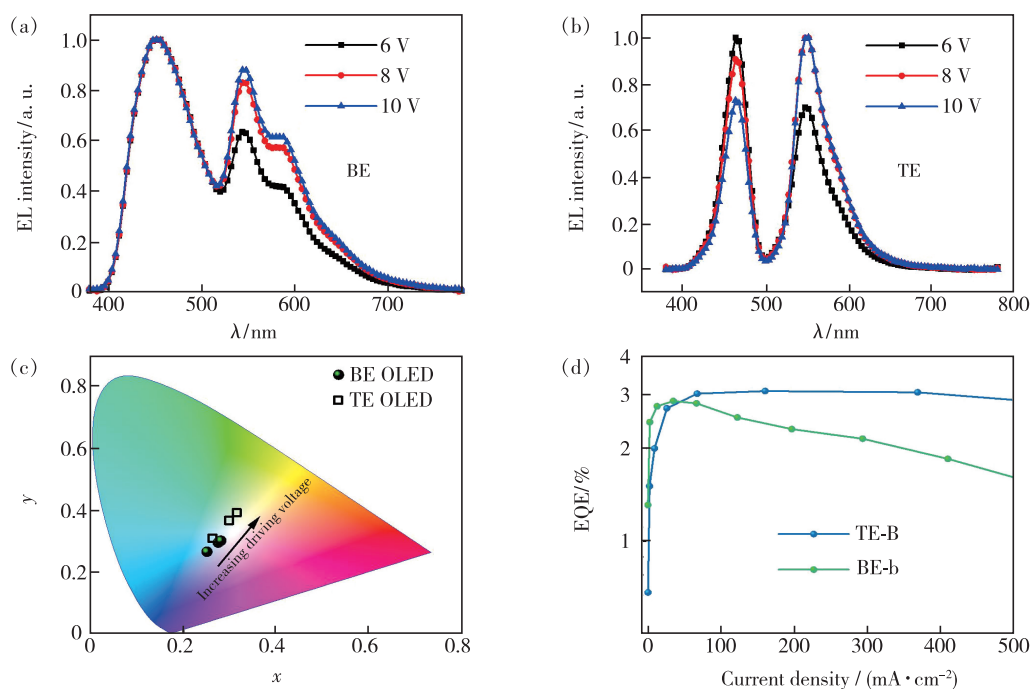 (a)
1.0
0.8
0.6
0.4
0.2
0
EL intensity/a. u.
6 V
8 V
10 V
BE
400
500
600
700
λ/nm
(b)
1.0
0.8
0.6
0.4
0.2
0
EL intensity/a. u.
6 V
8 V
10 V
TE
400
500
600
700
800
λ/nm
(c)
0.8
0.6
0.4
0.2
0
y
BE OLED
TE OLED
Increasing driving voltage
0
0.2
0.4
0.6
0.8
x
(d)
4
3
2
1
EQE/%
TE-B
BE-b
0
100
200
300
400
500
Current density / (mA·cm⁻²)